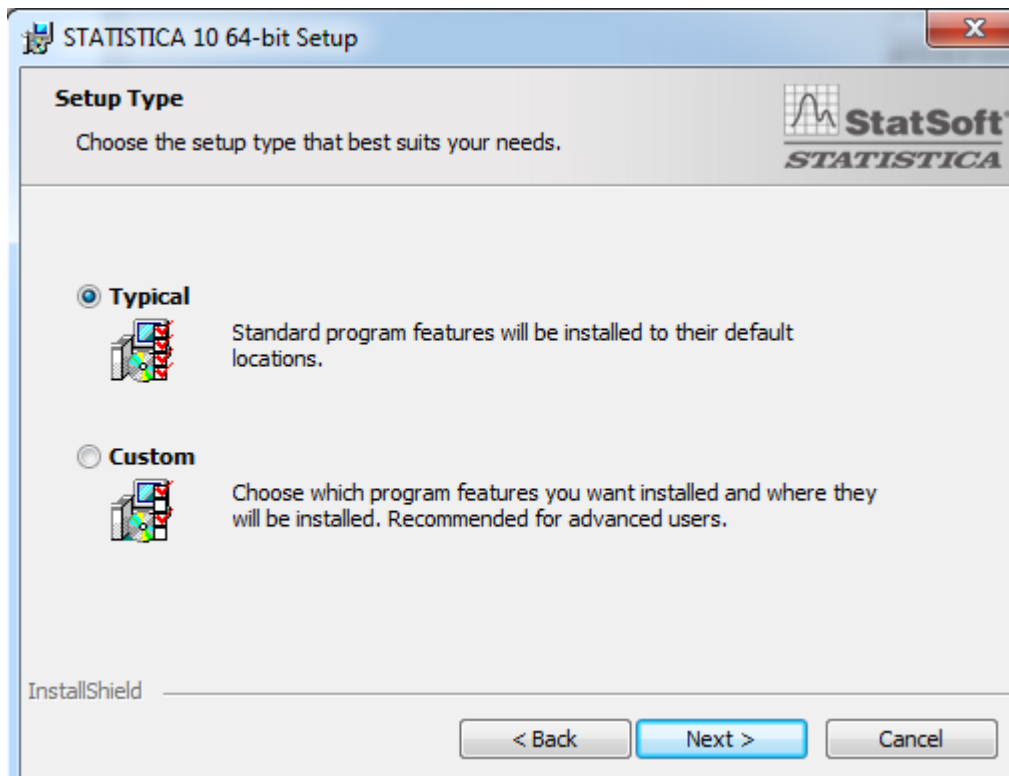 STATISTICA 10 64-bit Setup
Setup Type
Choose the setup type that best suits your needs.
StatSoft
STATISTICA
Typical
Standard program features will be installed to their default
locations.
Custom
Choose which program features you want installed and where they
will be installed. Recommended for advanced users.
InstallShield
< Back
Next >
Cancel